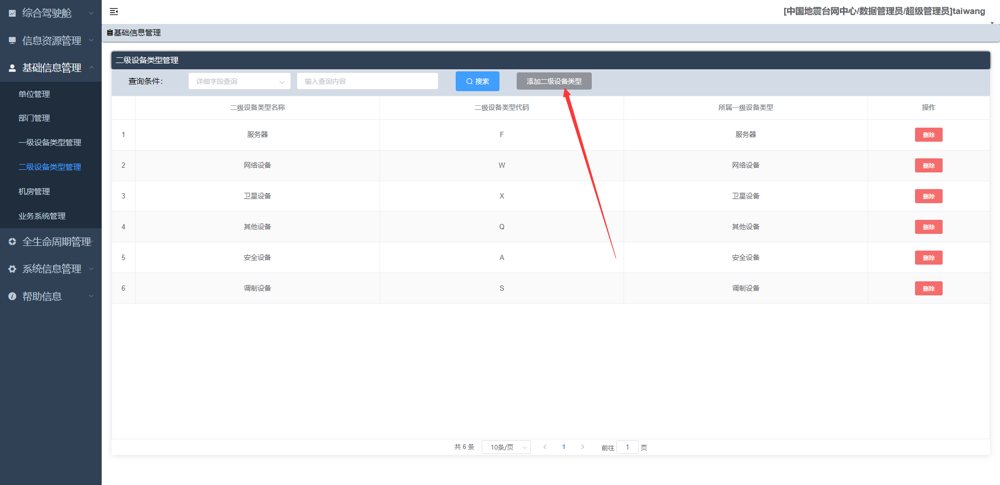 综合驾驶舱
信息资源管理
基础信息管理
单位管理
部门管理
一级设备类型管理
二级设备类型管理
机房管理
业务系统管理
全生命周期管理
系统信息管理
帮助信息
[中国地震台网中心/数据管理员/超级管理员]taiwang
基础信息管理
二级设备类型管理
查询条件: 详细字段查询 输入查询内容 搜索 添加二级设备类型
二级设备类型名称 二级设备类型代码 所属一级设备类型 操作
1 服务器 F 服务器 删除
2 网络设备 W 网络设备 删除
3 卫星设备 X 卫星设备 删除
4 其他设备 Q 其他设备 删除
5 安全设备 A 安全设备 删除
6 调制设备 S 调制设备 删除
共 6 条 10条/页 1 前往 1 页